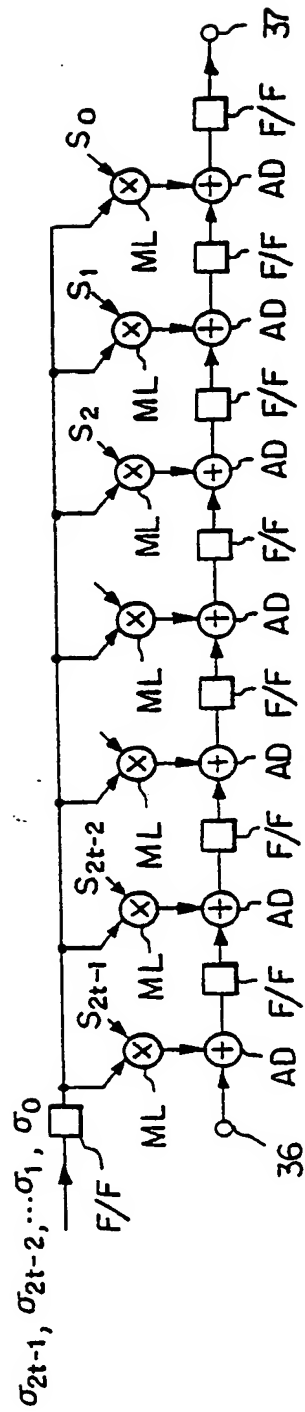 σ2t-1, σ2t-2, ...σ1, σ0
F/F
S2t-1
S2t-2
S2
S1
S0
ML ML ML ML ML ML ML
+ + + + + + +
36 AD F/F AD F/F AD F/F AD F/F AD F/F AD F/F AD F/F 37